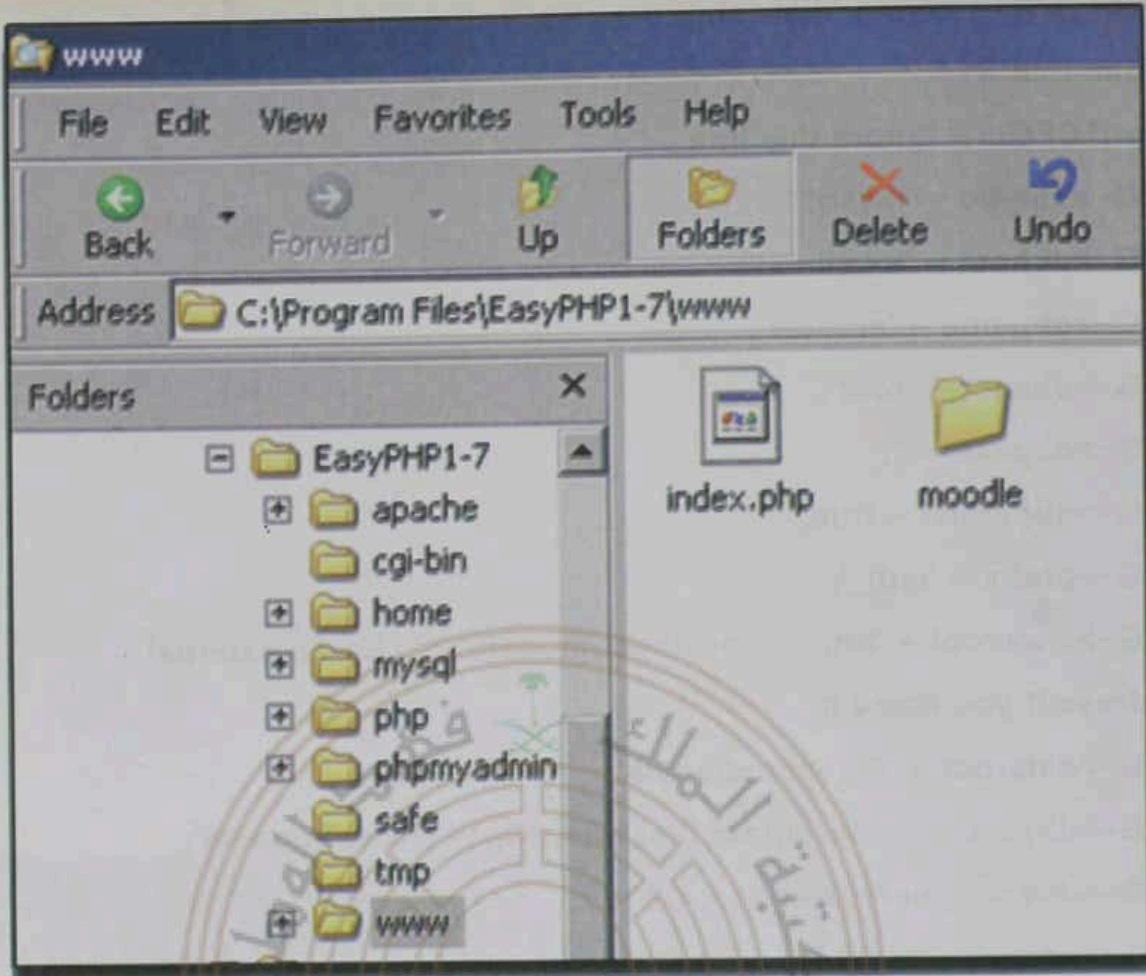 www
File Edit View Favorites Tools Help
Back Forward Up Folders Delete Undo
Address C:\Program Files\EasyPHP1-7\www
Folders
EasyPHP1-7
apache
cgi-bin
home
mysql
php
phpmyadmin
safe
tmp
www
index.php
moodle